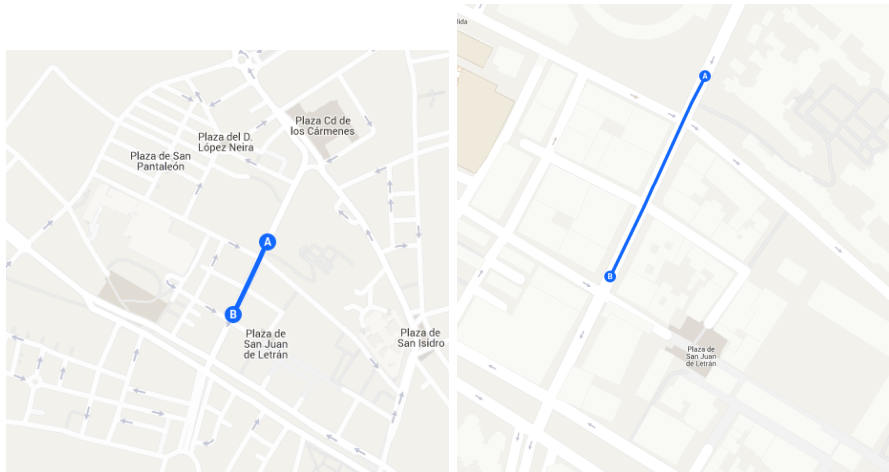 Plaza Cd de
los Cármenes
Plaza del D.
López Neira
Plaza de San
Pantaleón
A
B
Plaza de
San Juan
de Letrán
Plaza de
San Isidro
lida
A
B
Plaza de
San Juan
de Letrán